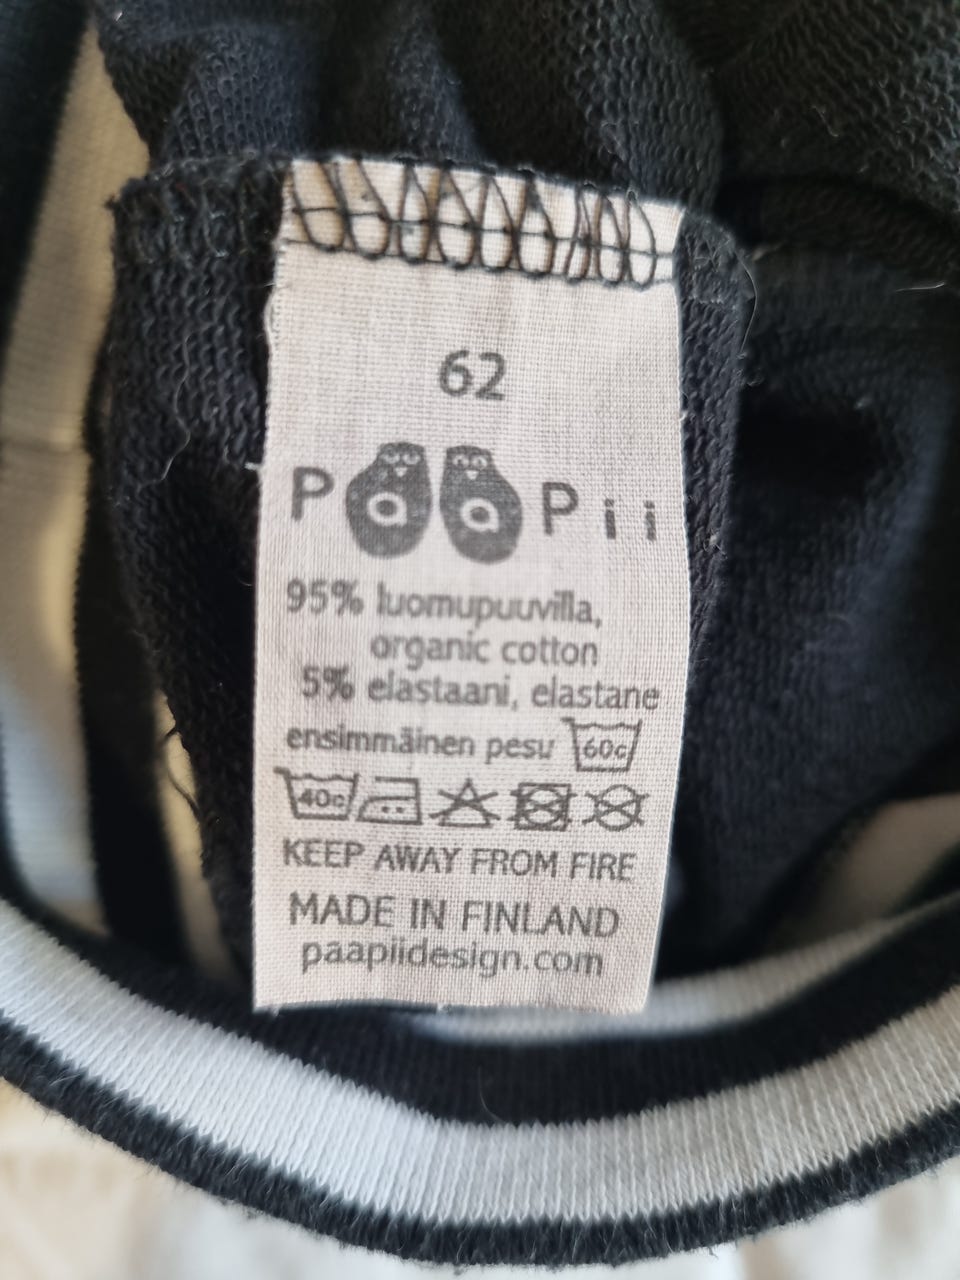 62
PaaPii
95% luomupuuvilla,
organic cotton
5% elastaani, elastane
ensimmäinen pesu 60c
40c
KEEP AWAY FROM FIRE
MADE IN FINLAND
paapiidesign.com